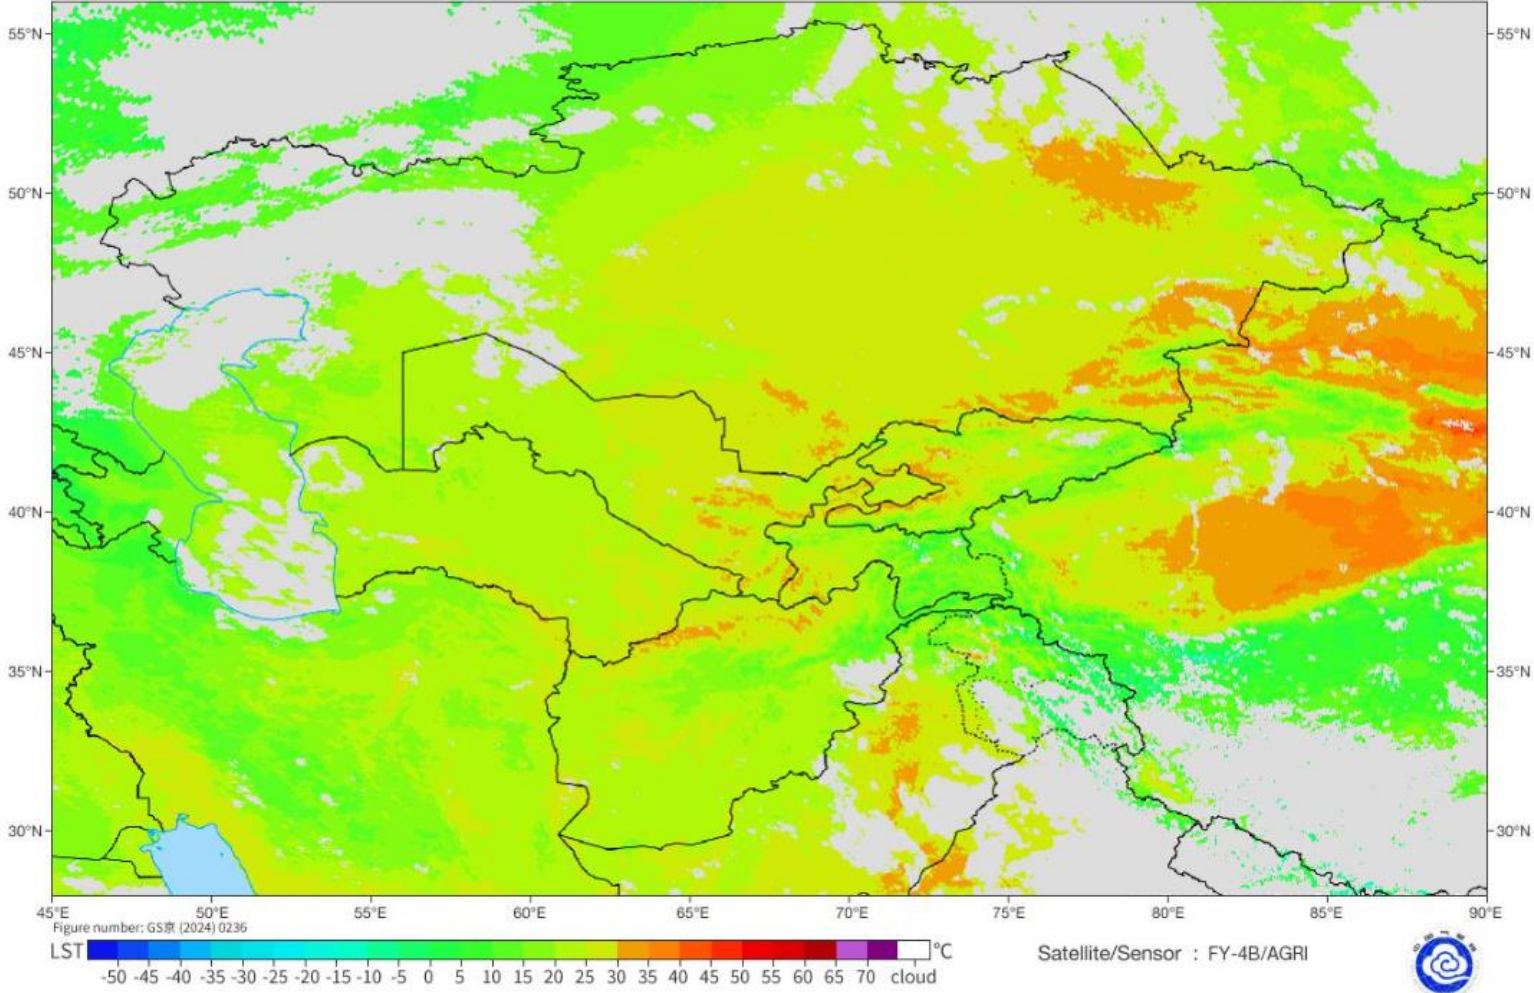 55°N 55°N
50°N 50°N
45°N 45°N
40°N 40°N
35°N 35°N
30°N 30°N
45°E 50°E 55°E 60°E 65°E 70°E 75°E 80°E 85°E 90°E
Figure number: GS京 (2024) 0236
LST °C Satellite/Sensor : FY-4B/AGRI
-50 -45 -40 -35 -30 -25 -20 -15 -10 -5 0 5 10 15 20 25 30 35 40 45 50 55 60 65 70 cloud